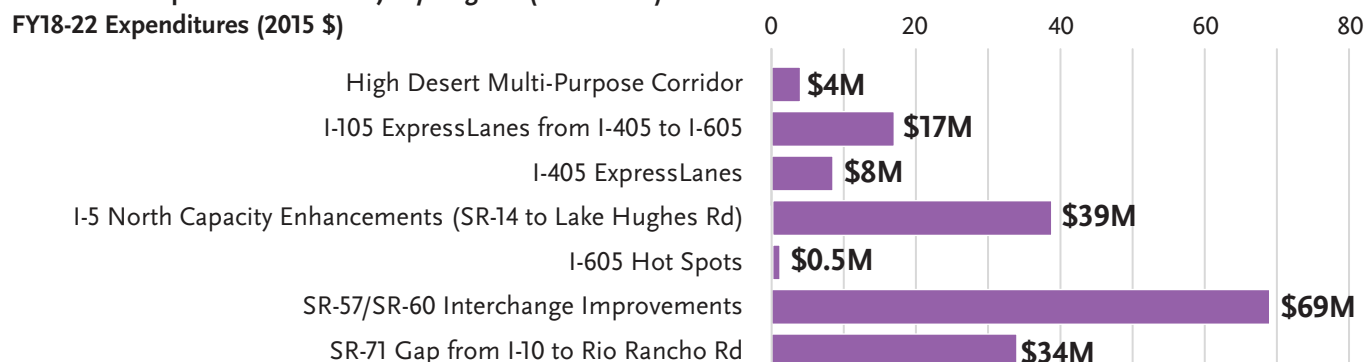 FY18-22 Expenditures (2015 $)
0 20 40 60 80
High Desert Multi-Purpose Corridor $4M
I-105 ExpressLanes from I-405 to I-605 $17M
I-405 ExpressLanes $8M
I-5 North Capacity Enhancements (SR-14 to Lake Hughes Rd) $39M
I-605 Hot Spots $0.5M
SR-57/SR-60 Interchange Improvements $69M
SR-71 Gap from I-10 to Rio Rancho Rd $34M